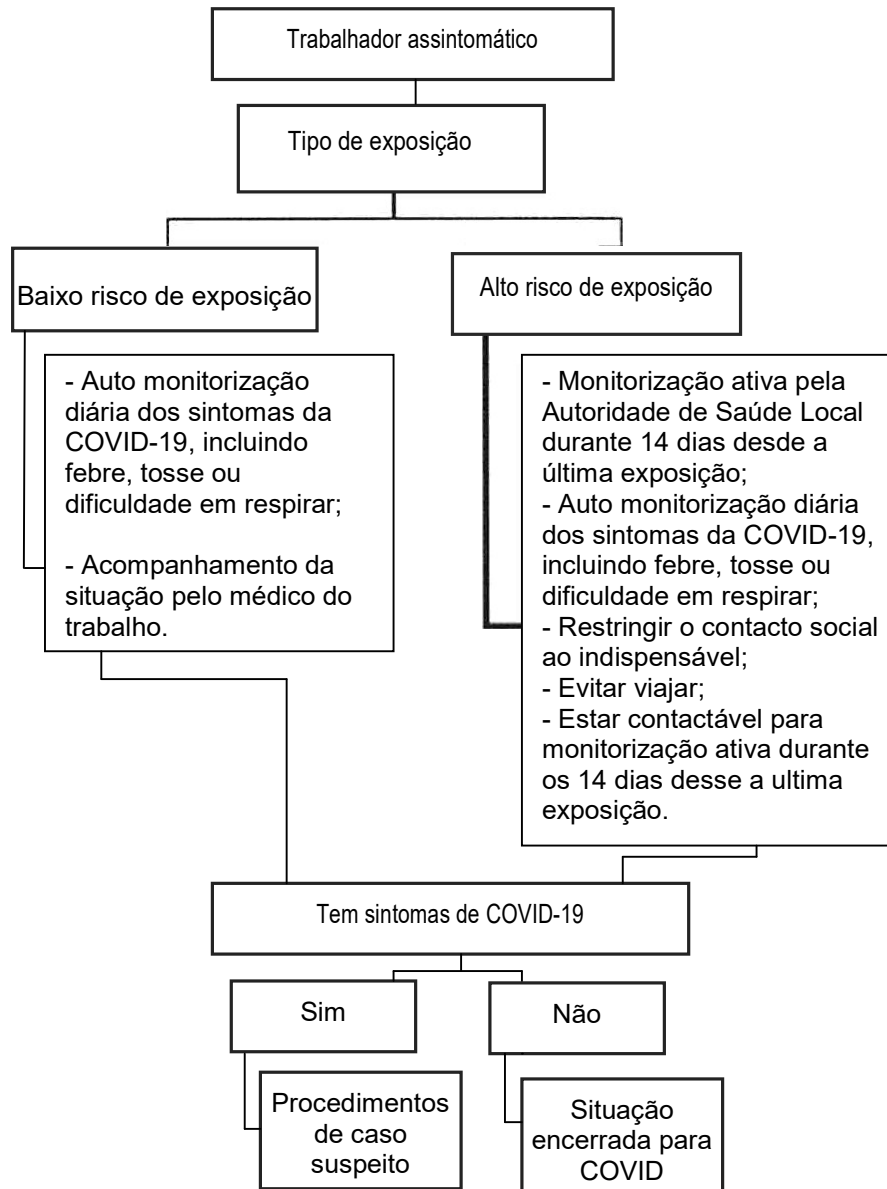 Trabalhador assintomático
Tipo de exposição
Baixo risco de exposição
Alto risco de exposição
- Auto monitorização
diária dos sintomas da
COVID-19, incluindo
febre, tosse ou
dificuldade em respirar;
- Acompanhamento da
situação pelo médico do
trabalho.
- Monitorização ativa pela
Autoridade de Saúde Local
durante 14 dias desde a
última exposição;
- Auto monitorização diária
dos sintomas da COVID-19,
incluindo febre, tosse ou
dificuldade em respirar;
- Restringir o contacto social
ao indispensável;
- Evitar viajar;
- Estar contactável para
monitorização ativa durante
os 14 dias desse a ultima
exposição.
Tem sintomas de COVID-19
Sim
Não
Procedimentos
de caso
suspeito
Situação
encerrada para
COVID